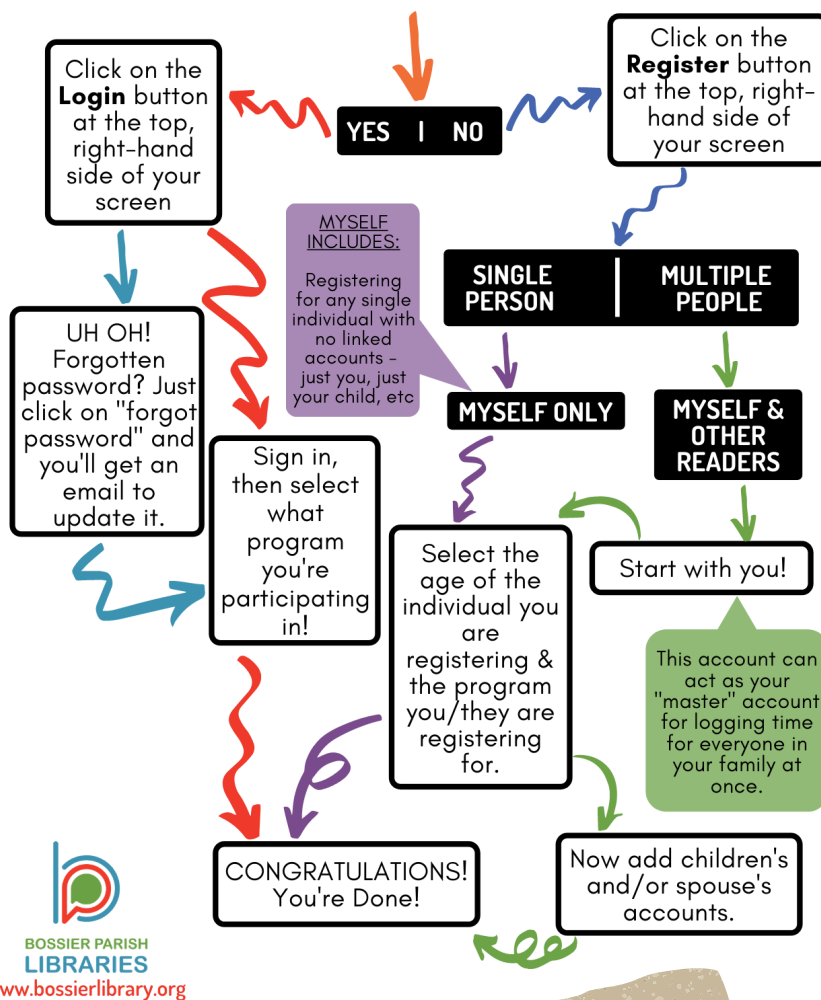 YES | NO
Click on the
Login button
at the top,
right-hand
side of your
screen
Click on the
Register button
at the top, right-
hand side of
your screen
MYSELF
INCLUDES:
Registering
for any single
individual with
no linked
accounts -
just you, just
your child, etc
SINGLE
PERSON
MULTIPLE
PEOPLE
UH OH!
Forgotten
password? Just
click on "forgot
password" and
you'll get an
email to
update it.
MYSELF ONLY
MYSELF &
OTHER
READERS
Sign in,
then select
what
program
you're
participating
in!
Select the
age of the
individual you
are
registering &
the program
you/they are
registering
for.
Start with you!
This account can
act as your
"master" account
for logging time
for everyone in
your family at
once.
CONGRATULATIONS!
You're Done!
Now add children's
and/or spouse's
accounts.
BOSSIER PARISH
LIBRARIES
www.bossierlibrary.org